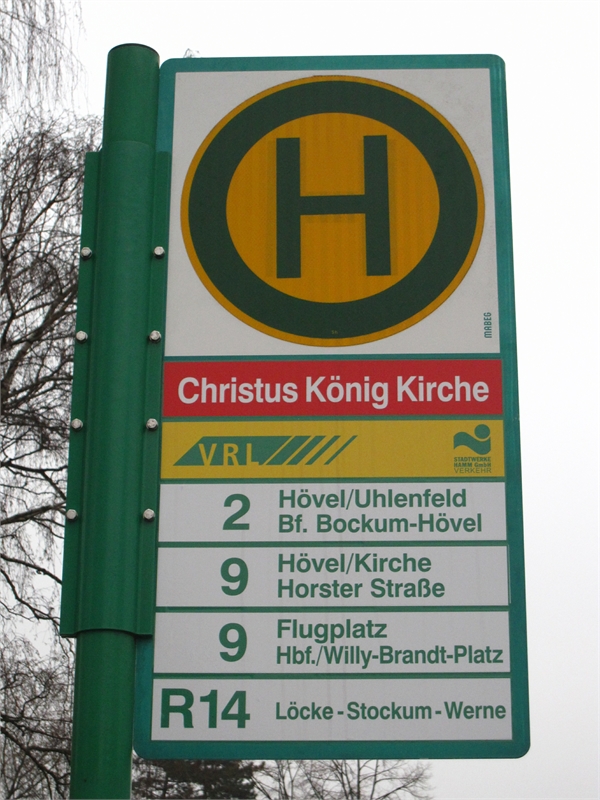 H
MABEG
Christus König Kirche
VRL
STADTWERKE
HAMM GmbH
VERKEHR
2 Hövel/Uhlenfeld
Bf. Bockum-Hövel
9 Hövel/Kirche
Horster Straße
9 Flugplatz
Hbf./Willy-Brandt-Platz
R14 Löcke-Stockum-Werne